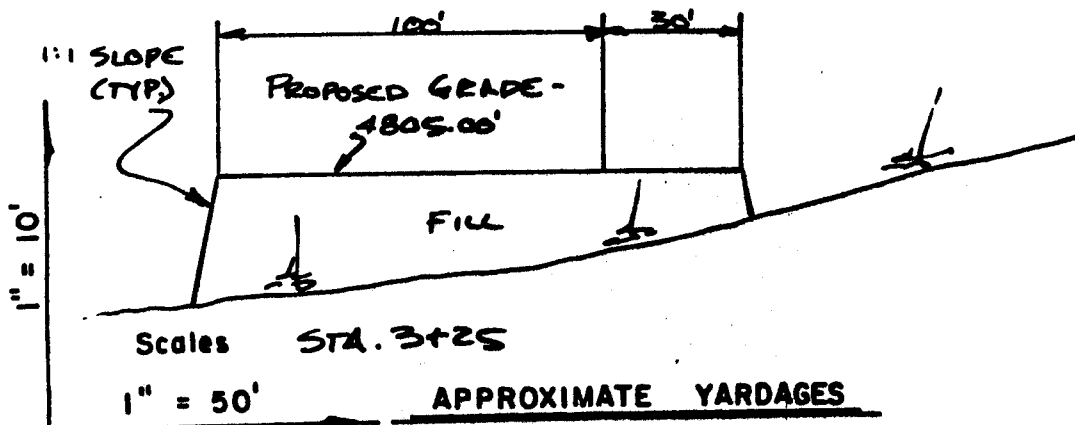 100' 30'
1:1 SLOPE
(TYP.)
PROPOSED GRADE -
4805.00'
FILL
1" = 10'
Scales STA. 3+25
1" = 50' APPROXIMATE YARDAGES